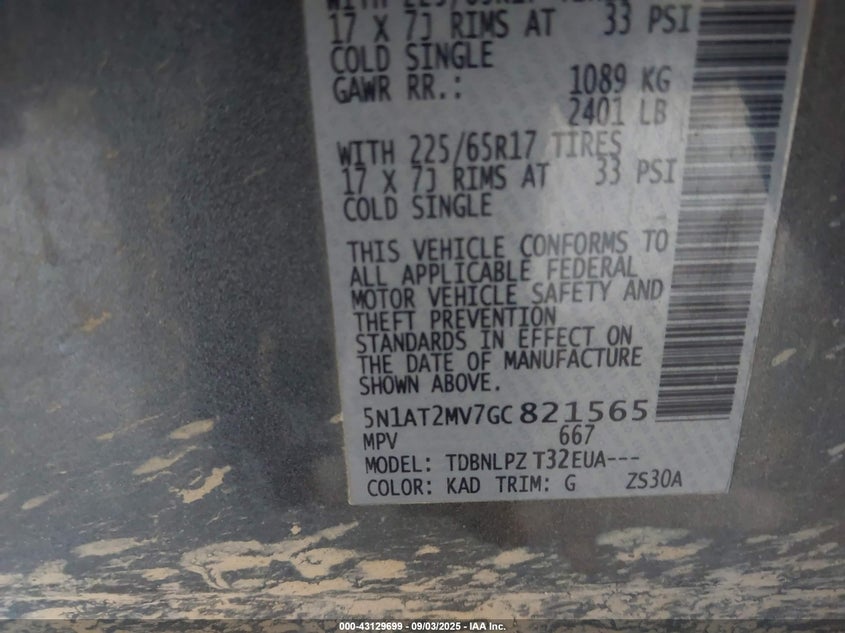 17 X 7J RIMS AT 33 PSI
COLD SINGLE
GAWR RR.: 1089 KG
2401 LB
WITH 225/65R17 TIRES
17 X 7J RIMS AT 33 PSI
COLD SINGLE
THIS VEHICLE CONFORMS TO
ALL APPLICABLE FEDERAL
MOTOR VEHICLE SAFETY AND
THEFT PREVENTION
STANDARDS IN EFFECT ON
THE DATE OF MANUFACTURE
SHOWN ABOVE.
5N1AT2MV7GC821565
MPV 667
MODEL: TDBNLPZ T32EUA---
COLOR: KAD TRIM: G ZS30A
000-43129699 - 09/03/2025 - IAA Inc.